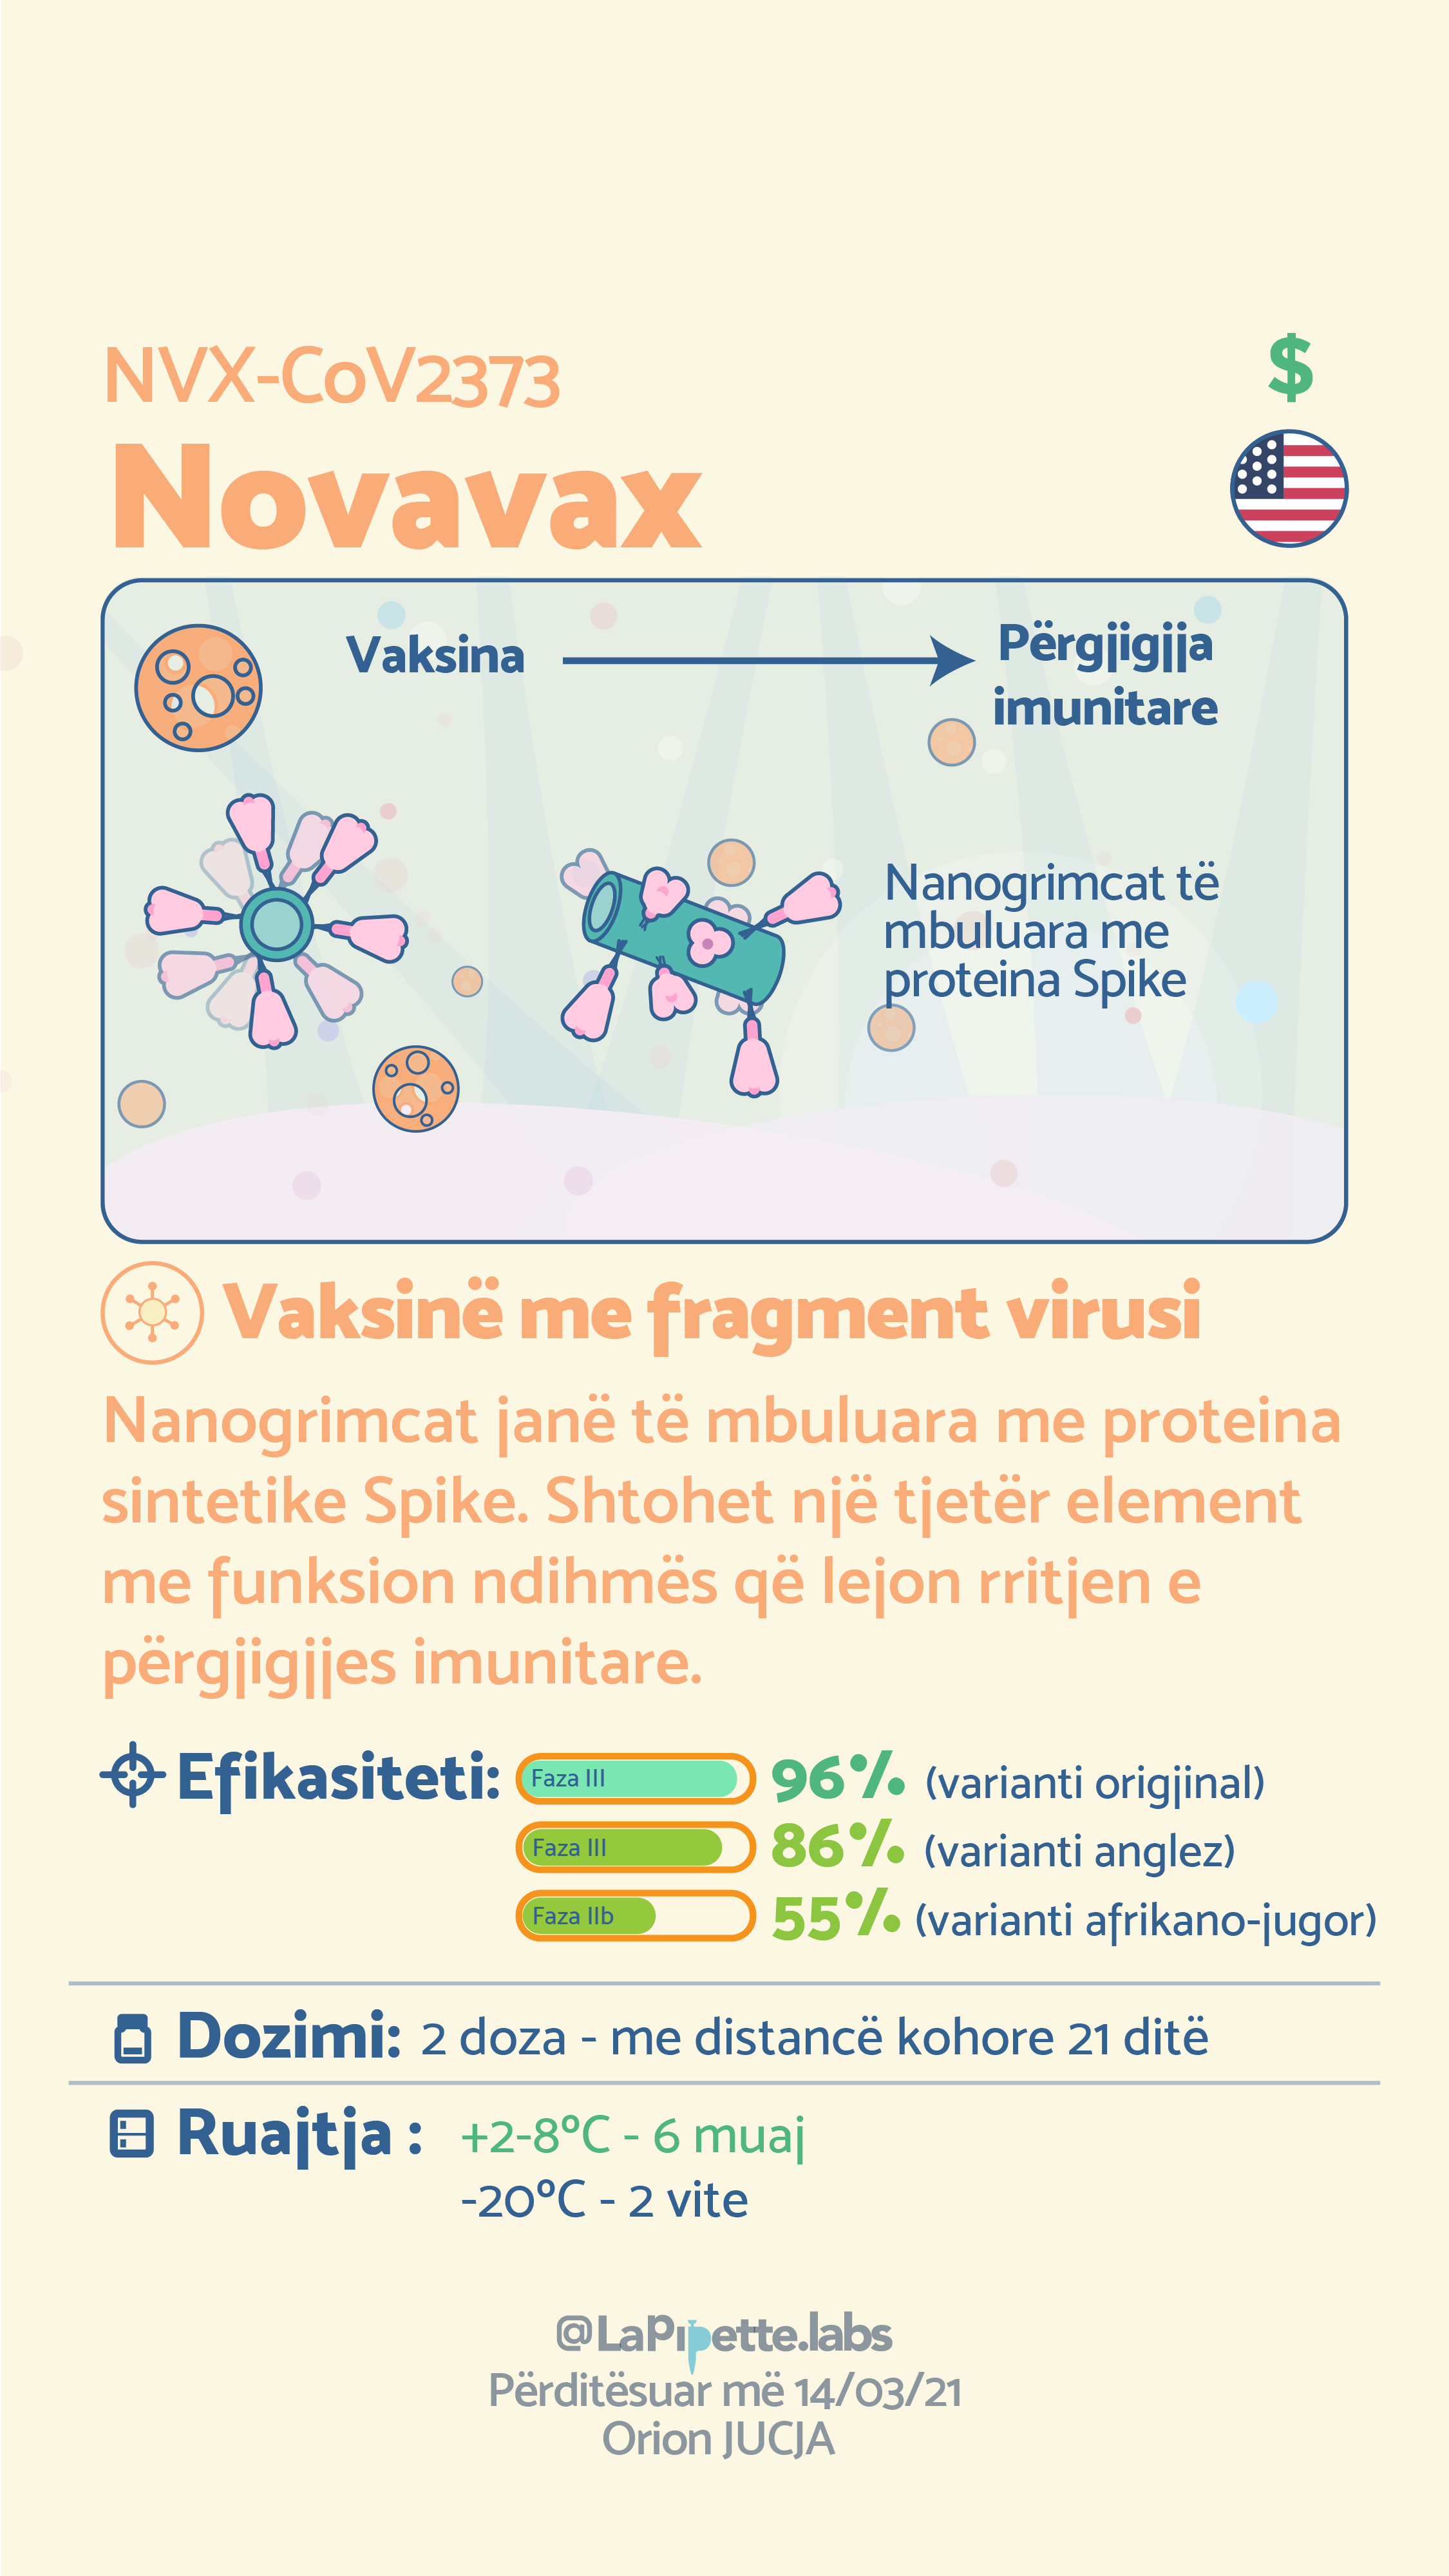 NVX-CoV2373
$
Novavax
Vaksina
Përgjigjja
imunitare
Nanogrimcat të
mbuluara me
proteina Spike
Vaksinë me fragment virusi
Nanogrimcat janë të mbuluara me proteina
sintetike Spike. Shtohet një tjetër element
me funksion ndihmës që lejon rritjen e
përgjigjjes imunitare.
Efikasiteti: Faza III 96% (varianti origjinal)
Faza III 86% (varianti anglez)
Faza IIb 55% (varianti afrikano-jugor)
Dozimi: 2 doza - me distancë kohore 21 ditë
Ruajtja : +2-8°C - 6 muaj
-20°C - 2 vite
@LaPipette.labs
Përditësuar më 14/03/21
Orion JUCJA